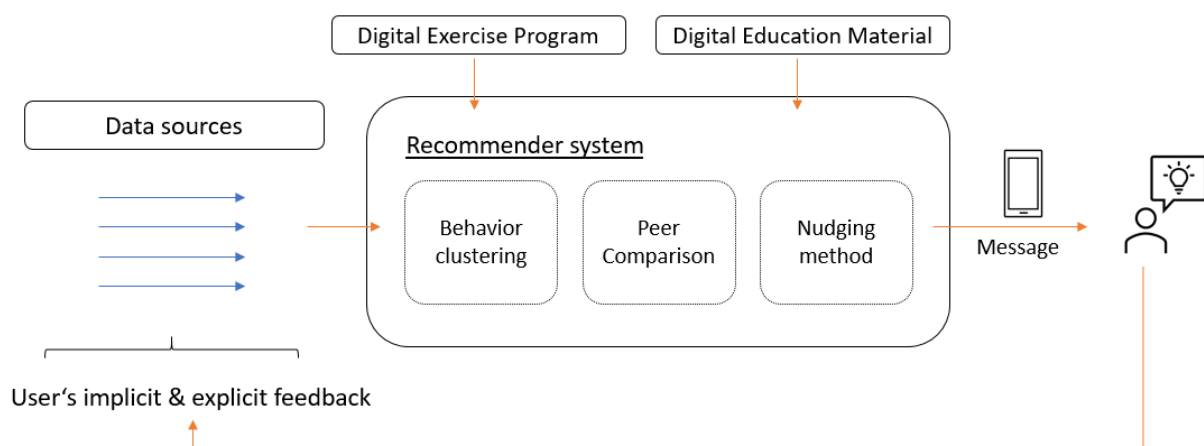 Digital Exercise Program
Digital Education Material
Data sources
Recommender system
Behavior
clustering
Peer
Comparison
Nudging
method
Message
User‘s implicit & explicit feedback